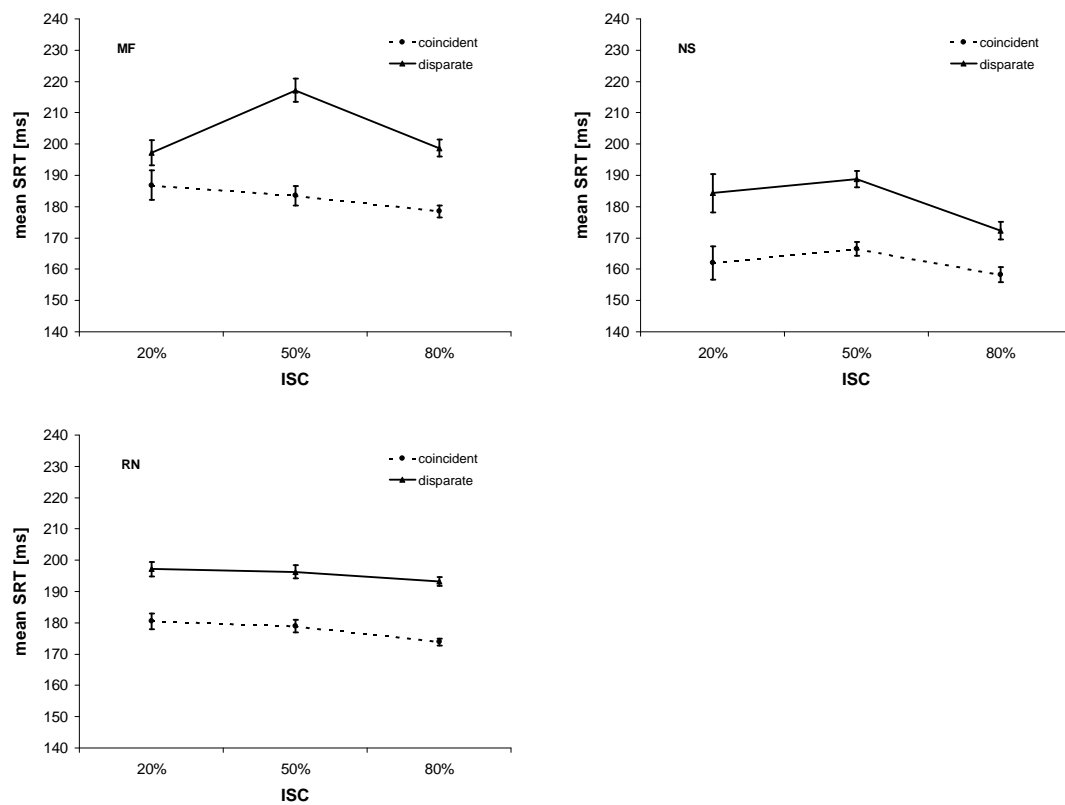 240
230
220
210
200
190
180
170
160
150
140
mean SRT [ms]
MF
coincident
disparate
20% 50% 80%
ISC
240
230
220
210
200
190
180
170
160
150
140
mean SRT [ms]
NS
coincident
disparate
20% 50% 80%
ISC
240
230
220
210
200
190
180
170
160
150
140
mean SRT [ms]
RN
coincident
disparate
20% 50% 80%
ISC